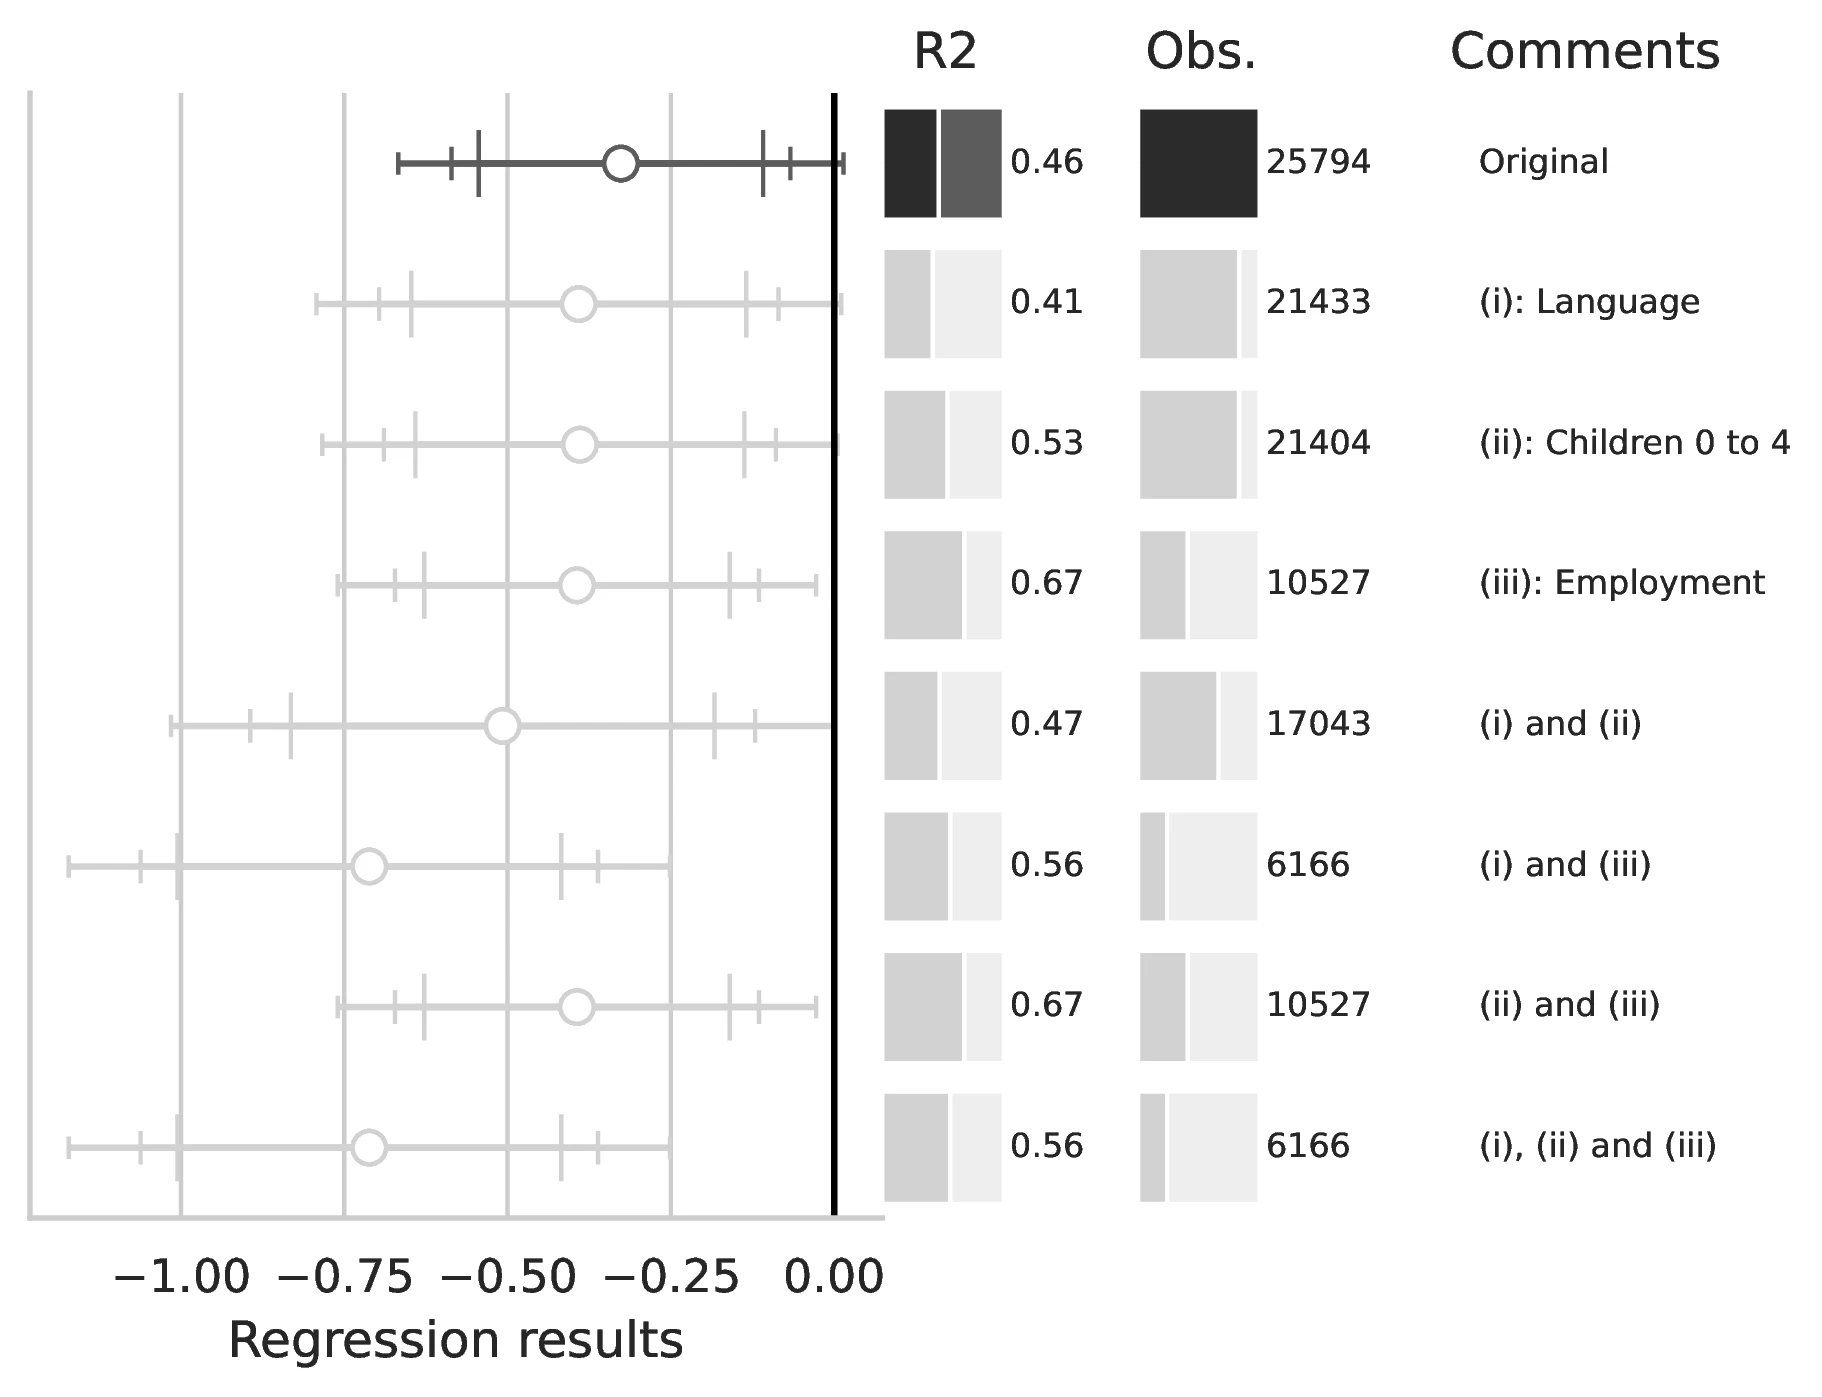 R2 Obs. Comments
0.46 25794 Original
0.41 21433 (i): Language
0.53 21404 (ii): Children 0 to 4
0.67 10527 (iii): Employment
0.47 17043 (i) and (ii)
0.56 6166 (i) and (iii)
0.67 10527 (ii) and (iii)
0.56 6166 (i), (ii) and (iii)
−1.00 −0.75 −0.50 −0.25 0.00
Regression results